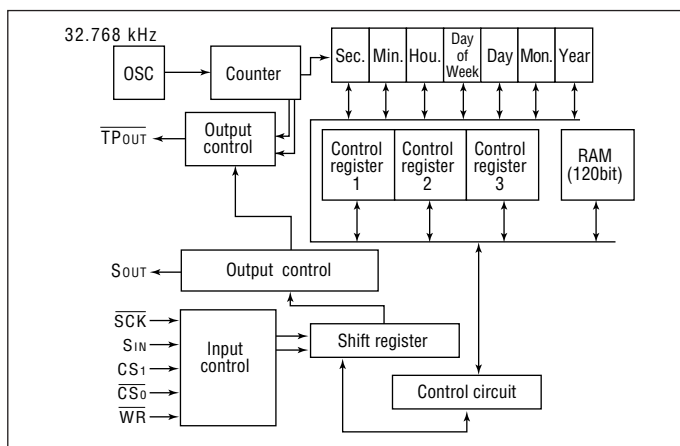 32.768 kHz
OSC
Counter
Sec.
Min.
Hou.
Day
of
Week
Day
Mon.
Year
TPOUT
Output
control
Control
register
1
Control
register
2
Control
register
3
RAM
(120bit)
SOUT
Output control
SCK
SIN
CS1
CS0
WR
Input
control
Shift register
Control circuit